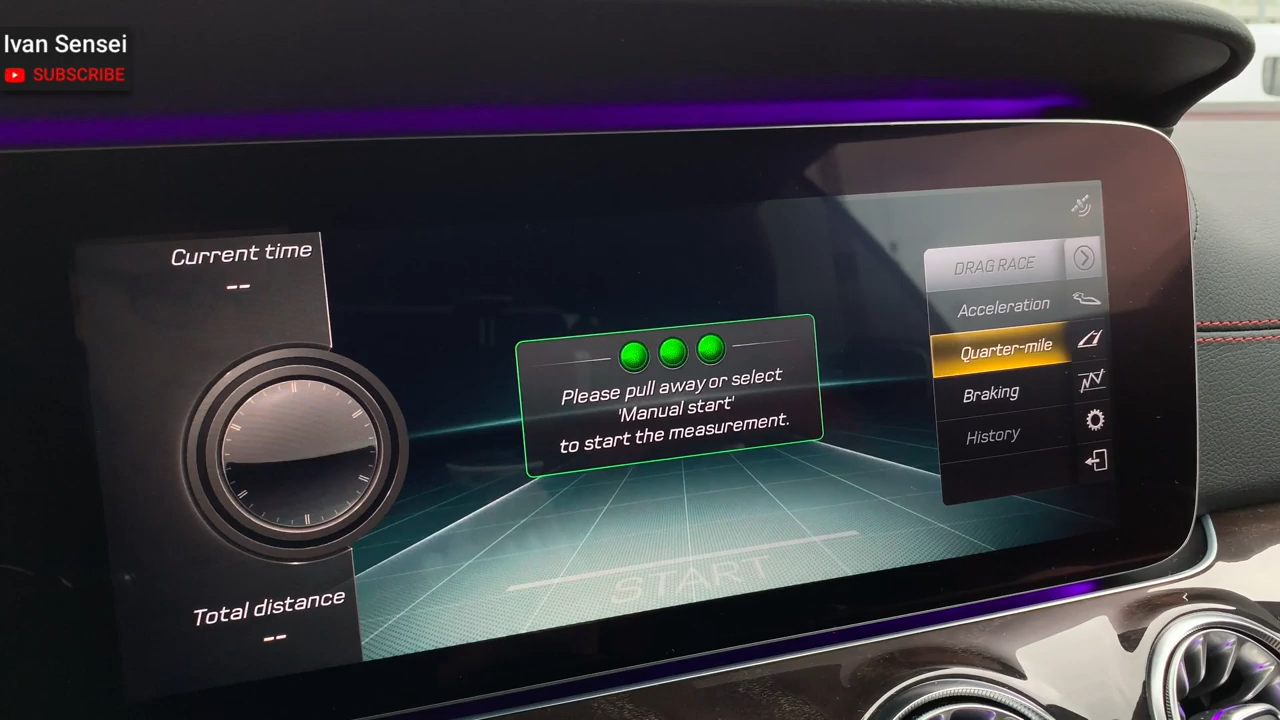 Ivan Sensei
SUBSCRIBE
Current time
--
Total distance
--
Please pull away or select
'Manual start'
to start the measurement.
START
DRAG RACE
Acceleration
Quarter-mile
Braking
History